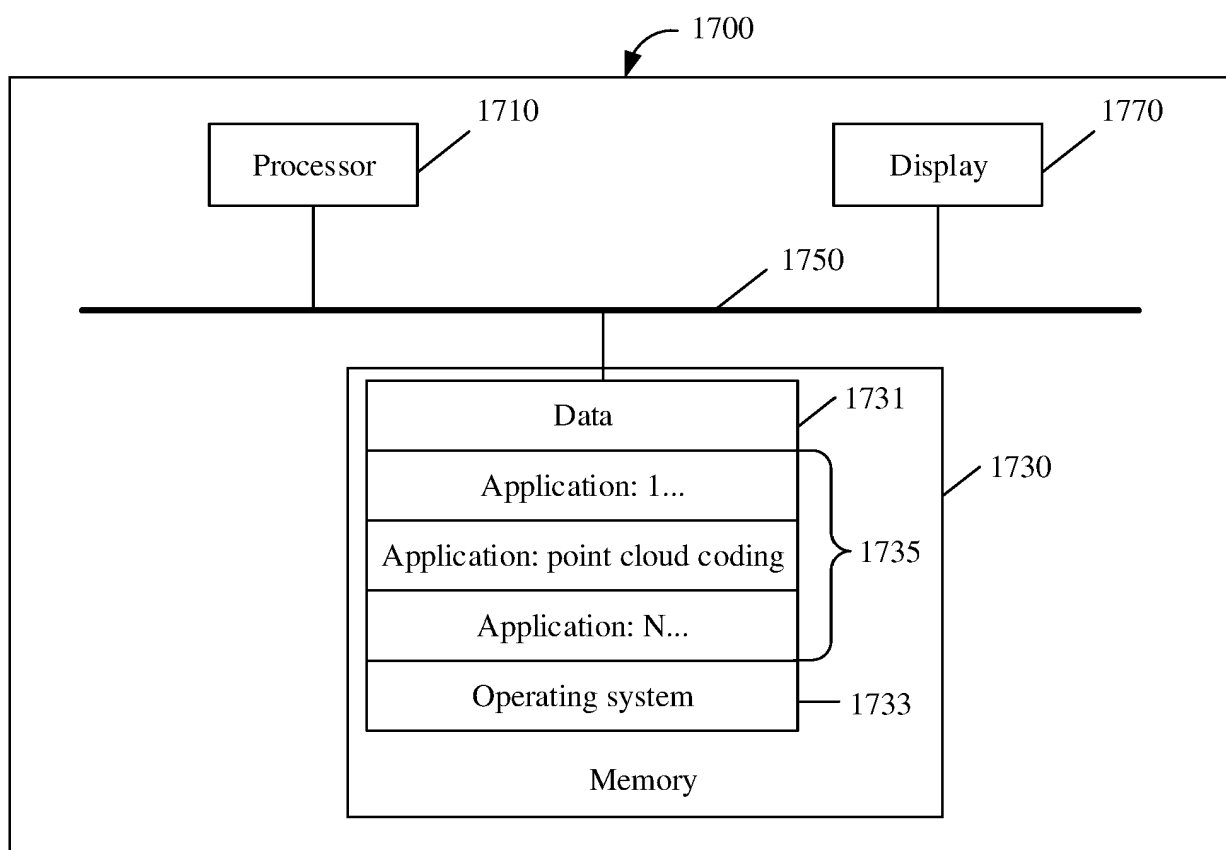 1700
1710
1770
Processor
Display
1750
Data
1731
Application: 1...
1730
Application: point cloud coding
1735
Application: N...
Operating system
1733
Memory